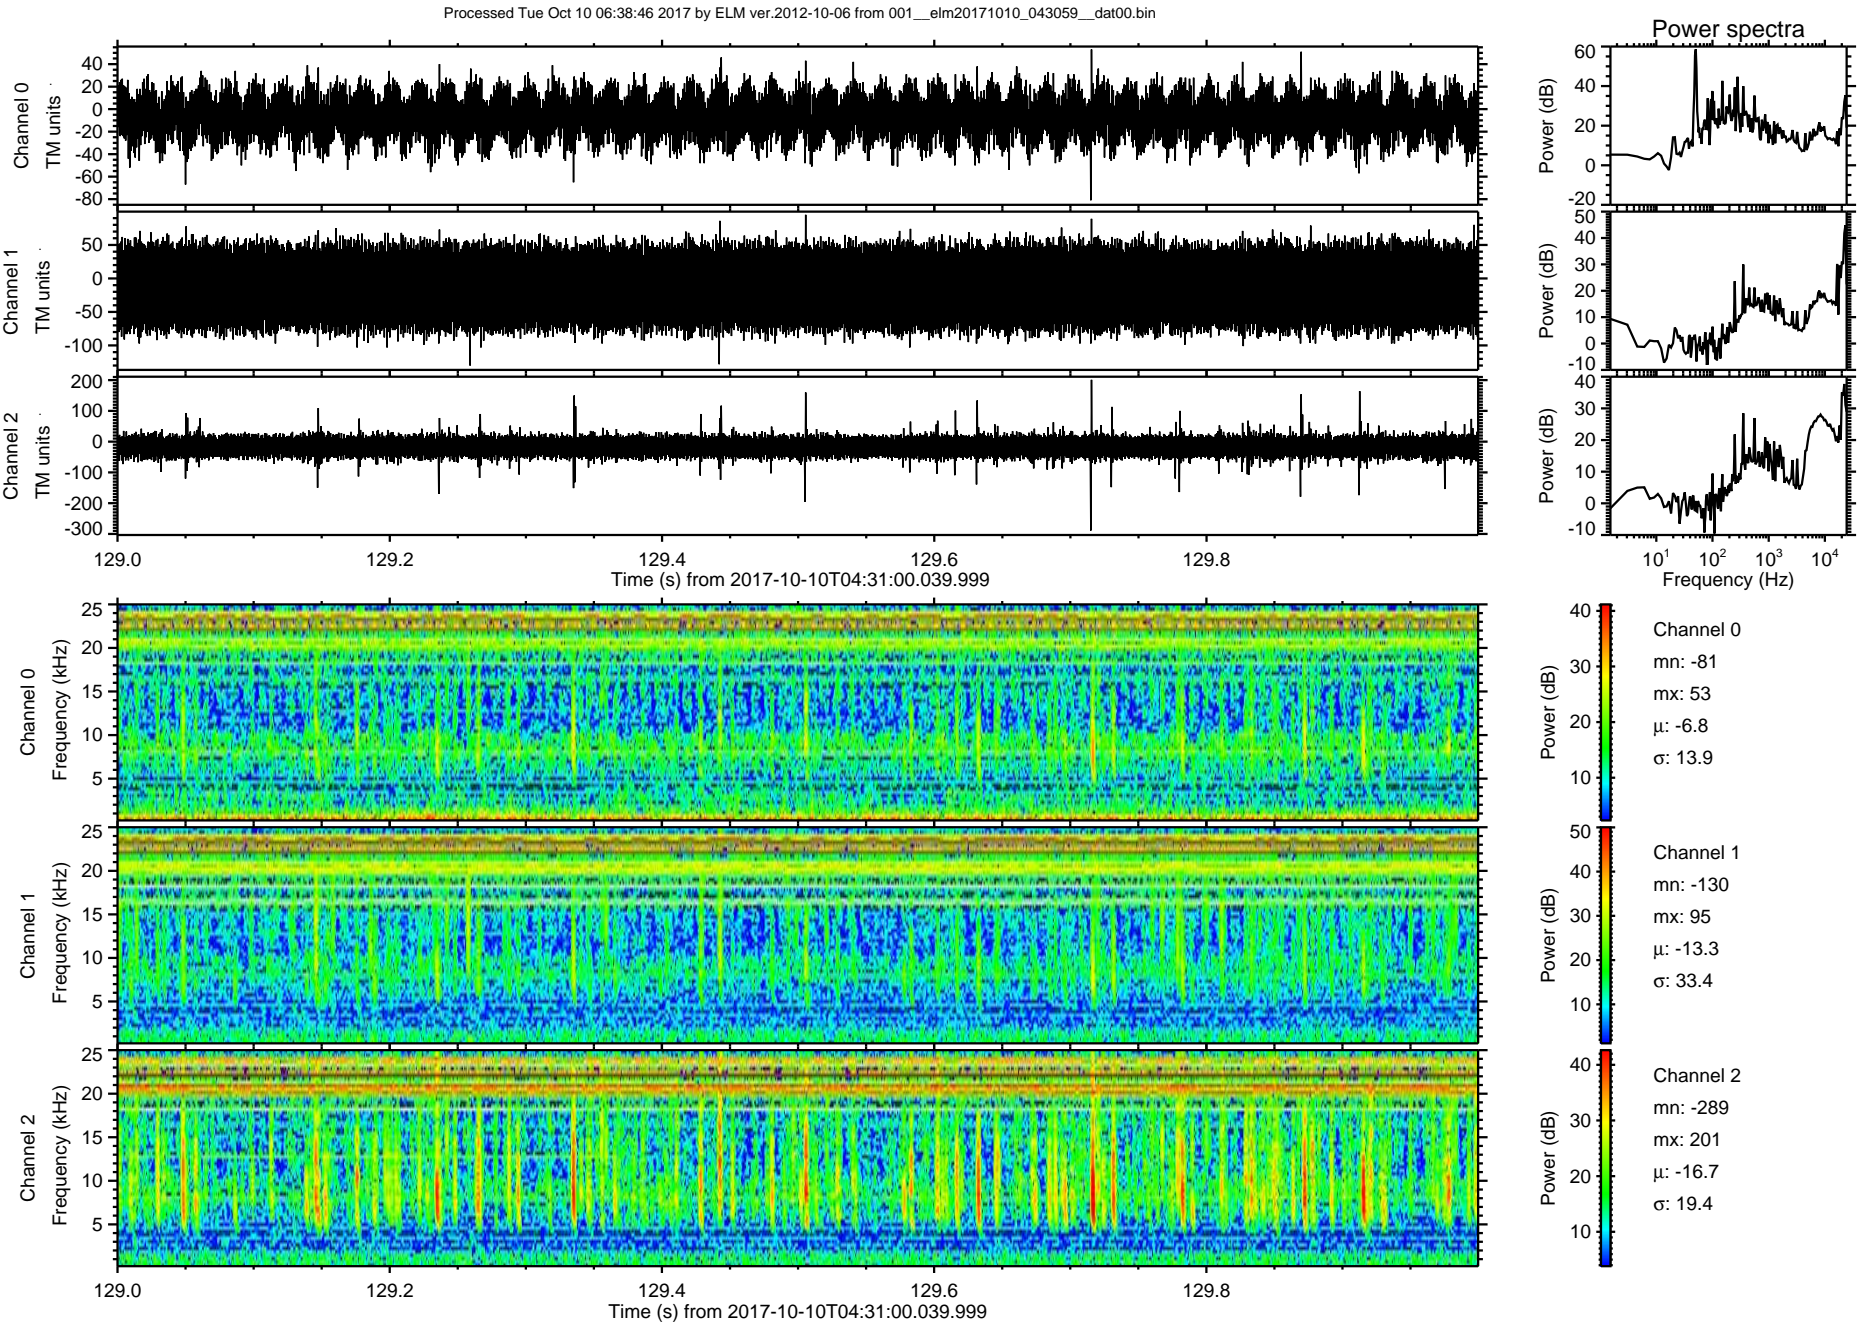 Processed Tue Oct 10 06:38:46 2017 by ELM ver.2012-10-06 from 001__elm20171010_043059__dat00.bin
Power spectra
Channel 0
TM units
40
20
0
-20
-40
-60
-80
Power (dB)
60
40
20
0
-20
Channel 1
TM units
50
0
-50
-100
Power (dB)
50
40
30
20
10
0
-10
Channel 2
TM units
200
100
0
-100
-200
-300
Power (dB)
40
30
20
10
0
-10
129.0
129.2
129.4
129.6
129.8
Time (s) from 2017-10-10T04:31:00.039.999
10¹
10²
10³
10⁴
Frequency (Hz)
Channel 0
Frequency (kHz)
25
20
15
10
5
Power (dB)
40
30
20
10
Channel 0
mn: -81
mx: 53
μ: -6.8
σ: 13.9
Channel 1
Frequency (kHz)
25
20
15
10
5
Power (dB)
50
40
30
20
10
Channel 1
mn: -130
mx: 95
μ: -13.3
σ: 33.4
Channel 2
Frequency (kHz)
25
20
15
10
5
Power (dB)
40
30
20
10
Channel 2
mn: -289
mx: 201
μ: -16.7
σ: 19.4
129.0
129.2
129.4
129.6
129.8
Time (s) from 2017-10-10T04:31:00.039.999